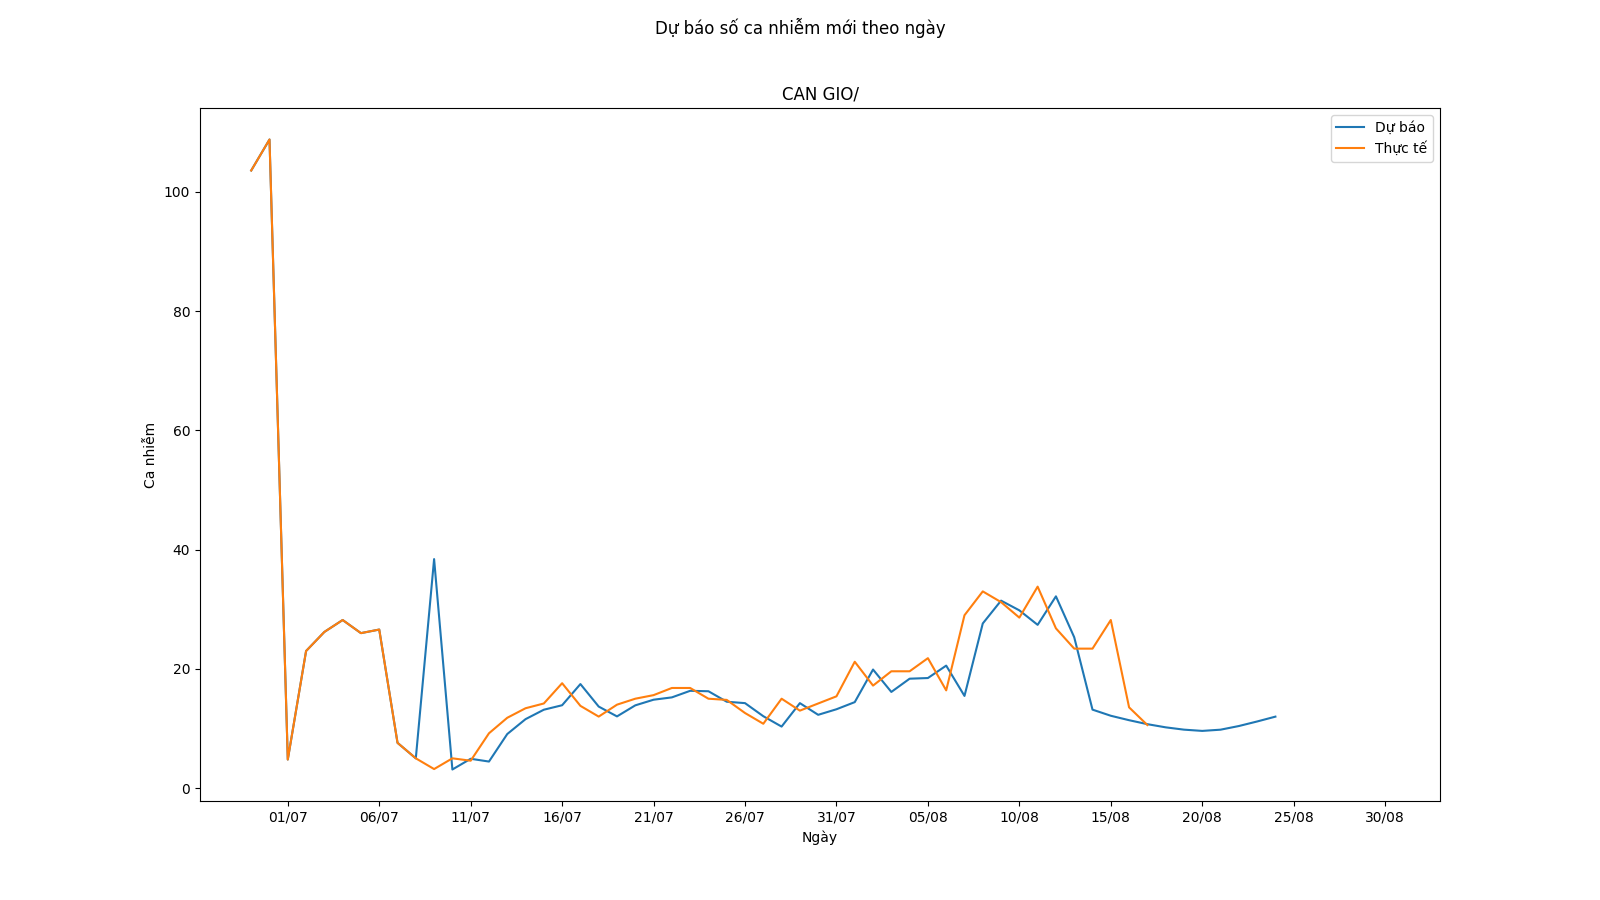 Dự báo số ca nhiễm mới theo ngày
CAN GIO/
Dự báo
Thực tế
100
80
60
40
20
0
Ca nhiễm
01/07 06/07 11/07 16/07 21/07 26/07 31/07 05/08 10/08 15/08 20/08 25/08 30/08
Ngày